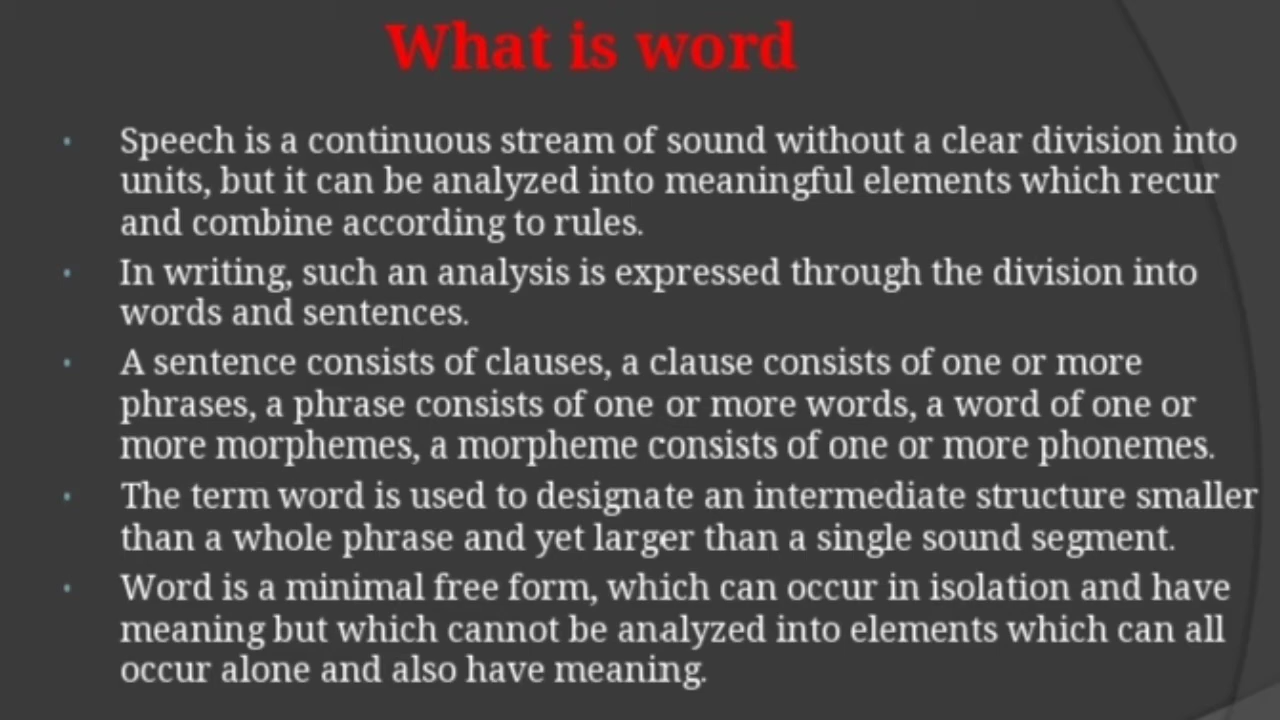 What is word
• Speech is a continuous stream of sound without a clear division into
units, but it can be analyzed into meaningful elements which recur
and combine according to rules.
• In writing, such an analysis is expressed through the division into
words and sentences.
• A sentence consists of clauses, a clause consists of one or more
phrases, a phrase consists of one or more words, a word of one or
more morphemes, a morpheme consists of one or more phonemes.
• The term word is used to designate an intermediate structure smaller
than a whole phrase and yet larger than a single sound segment.
• Word is a minimal free form, which can occur in isolation and have
meaning but which cannot be analyzed into elements which can all
occur alone and also have meaning.